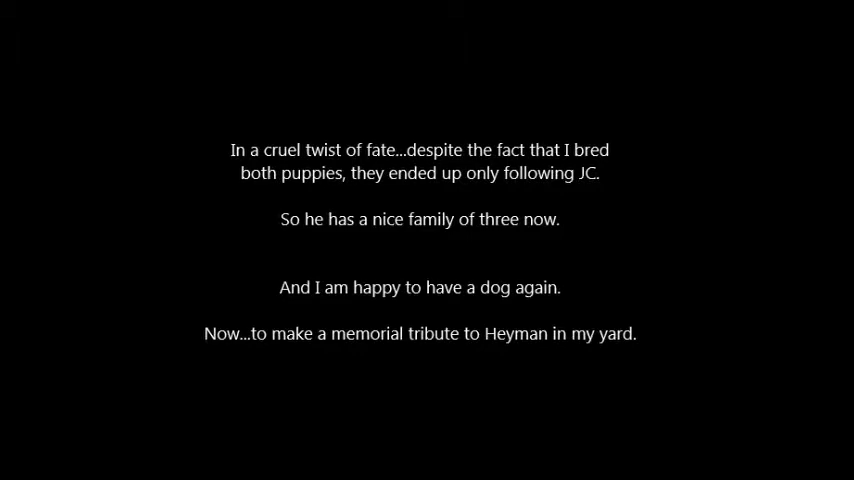 In a cruel twist of fate...despite the fact that I bred
both puppies, they ended up only following JC.
So he has a nice family of three now.
And I am happy to have a dog again.
Now...to make a memorial tribute to Heyman in my yard.